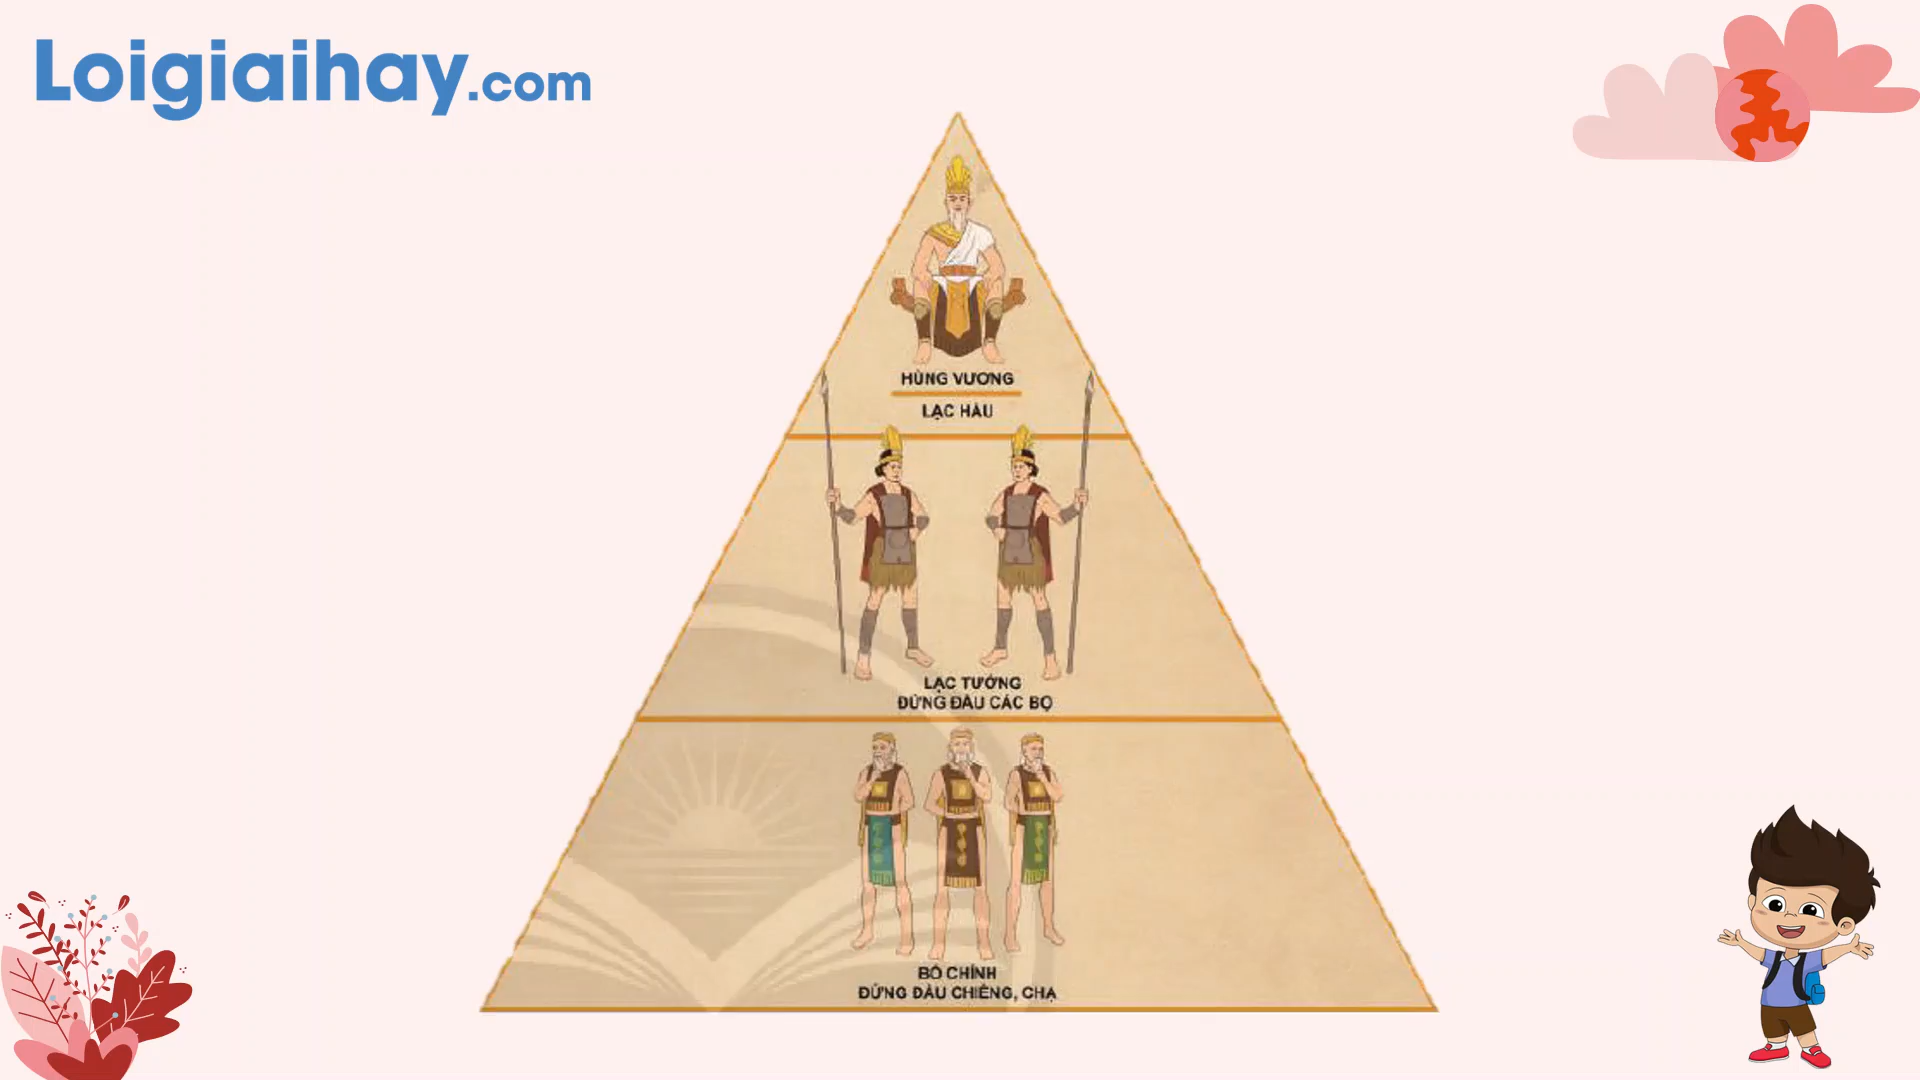 Loigiaihay.com
HÙNG VƯƠNG
LẠC HẦU
LẠC TƯỚNG
ĐỨNG ĐẦU CÁC BỘ
BỒ CHÍNH
ĐỨNG ĐẦU CHIỀNG, CHẠ